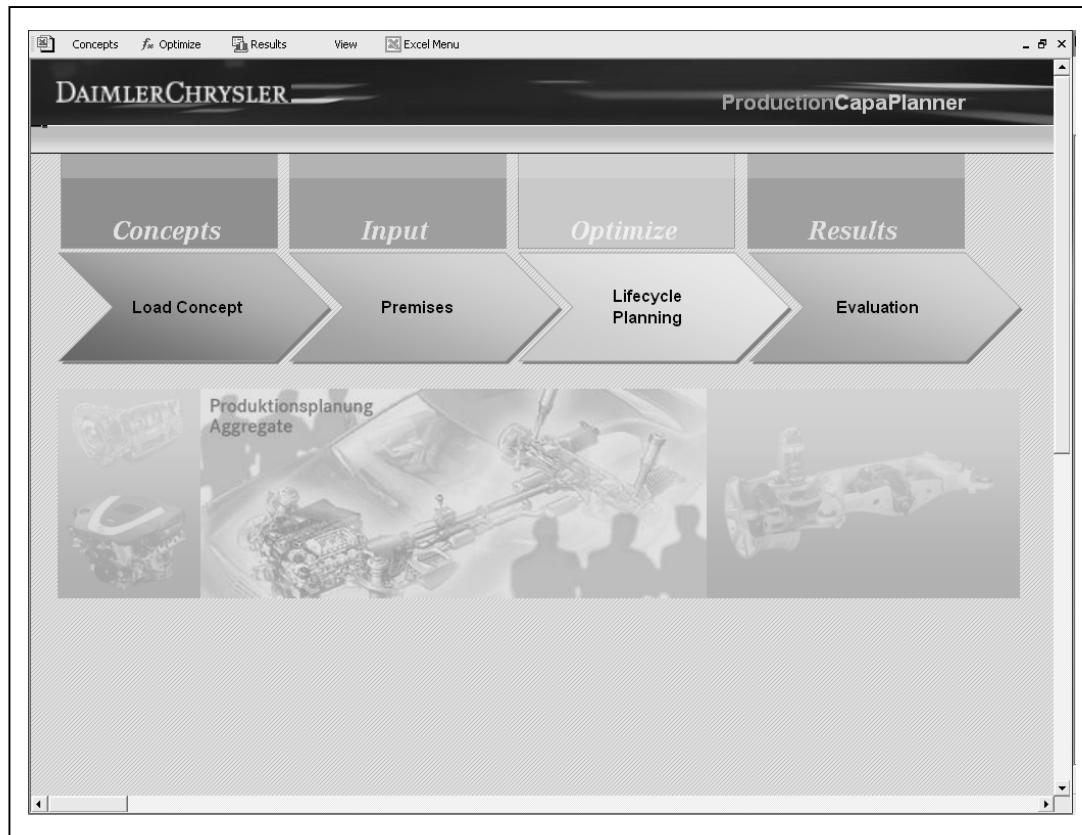 Concepts fx Optimize Results View Excel Menu
DAIMLERCHRYSLER
ProductionCapaPlanner
Concepts Input Optimize Results
Load Concept Premises Lifecycle Planning Evaluation
Produktionsplanung
Aggregate